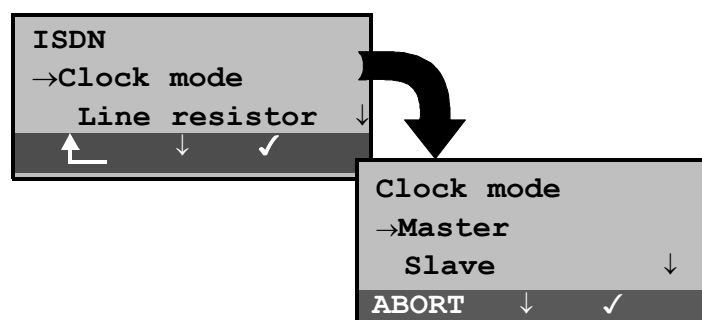 ISDN
→Clock mode
Line resistor ↓
↓ ✓
Clock mode
→Master
Slave ↓
ABORT ↓ ✓